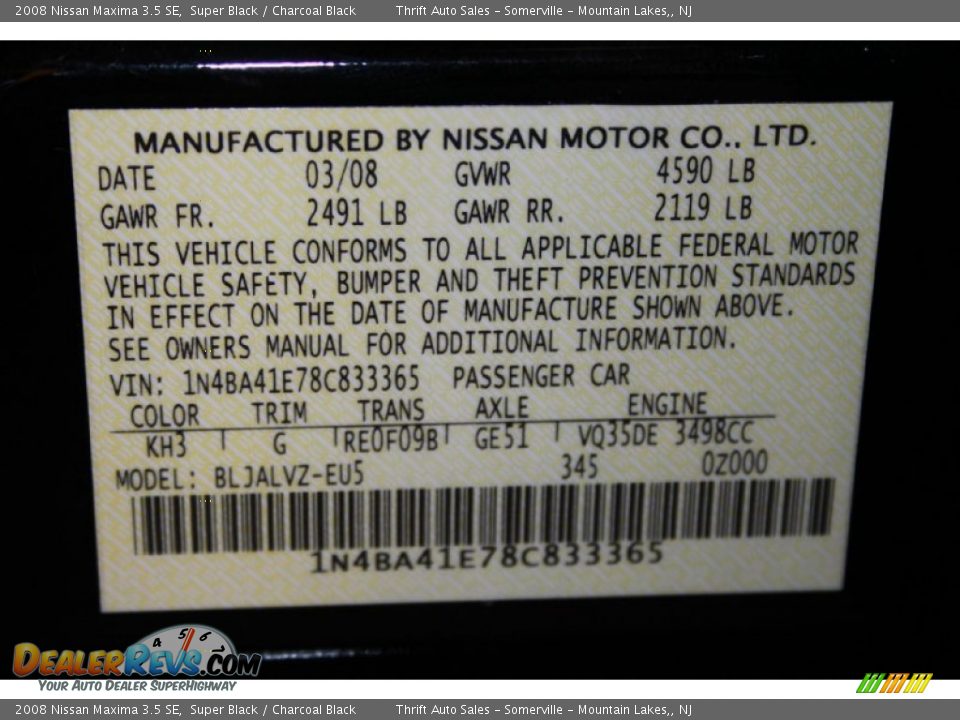 2008 Nissan Maxima 3.5 SE, Super Black / Charcoal Black Thrift Auto Sales - Somerville - Mountain Lakes,, NJ
MANUFACTURED BY NISSAN MOTOR CO., LTD.
DATE 03/08 GVWR 4590 LB
GAWR FR. 2491 LB GAWR RR. 2119 LB
THIS VEHICLE CONFORMS TO ALL APPLICABLE FEDERAL MOTOR
VEHICLE SAFETY, BUMPER AND THEFT PREVENTION STANDARDS
IN EFFECT ON THE DATE OF MANUFACTURE SHOWN ABOVE.
SEE OWNERS MANUAL FOR ADDITIONAL INFORMATION.
VIN: 1N4BA41E78C833365 PASSENGER CAR
COLOR TRIM TRANS AXLE ENGINE
KH3 G RE0F09B GE51 VQ35DE 3498CC
MODEL: BLJALVZ-EU5 345 0Z000
1N4BA41E78C833365
4 5 6
DEALERREVS.COM
YOUR AUTO DEALER SUPERHIGHWAY
2008 Nissan Maxima 3.5 SE, Super Black / Charcoal Black Thrift Auto Sales - Somerville - Mountain Lakes,, NJ